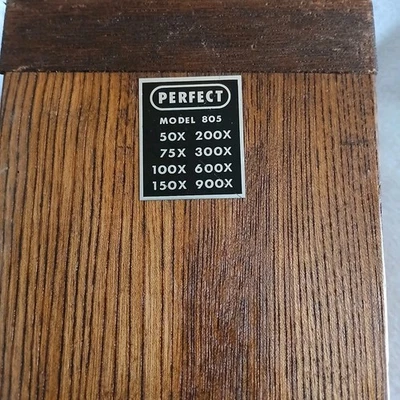 PERFECT
MODEL 805
50X 200X
75X 300X
100X 600X
150X 900X